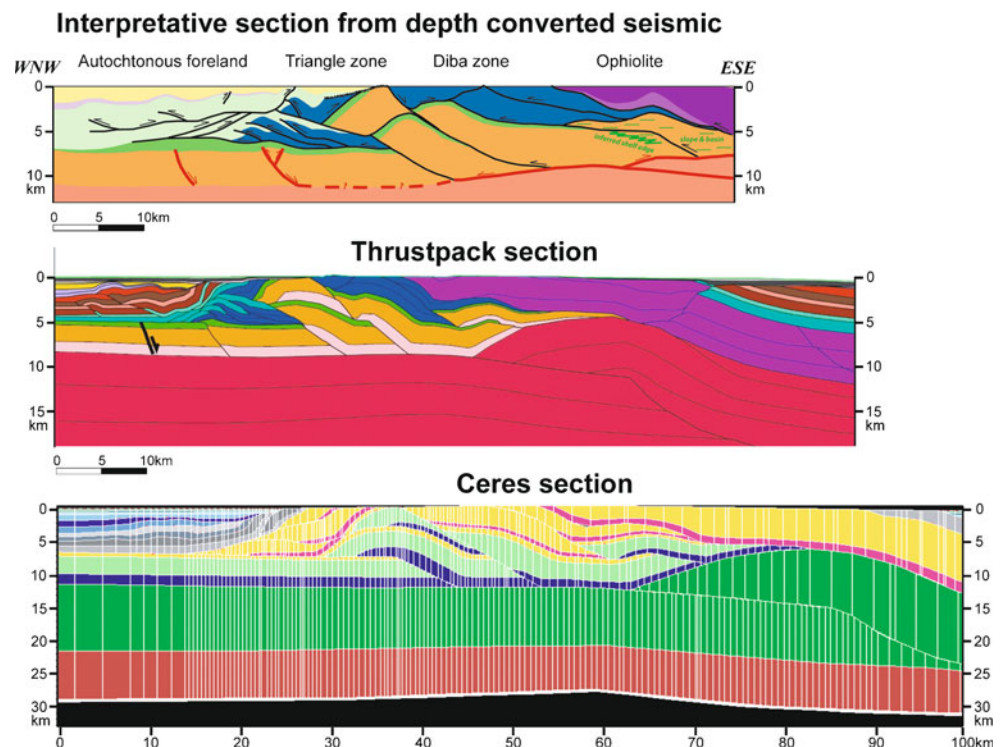 Interpretative section from depth converted seismic
WNW Autochtonous foreland Triangle zone Diba zone Ophiolite ESE
0 0
5 5
inferred shelf edge
slope & basin
10 10
km km
? ?
0 5 10km
Thrustpack section
0 0
5 5
10 10
15 15
km km
0 5 10km
Ceres section
0 0
5 5
10 10
15 15
20 20
25 25
30 30
km km
0 10 20 30 40 50 60 70 80 90 100km